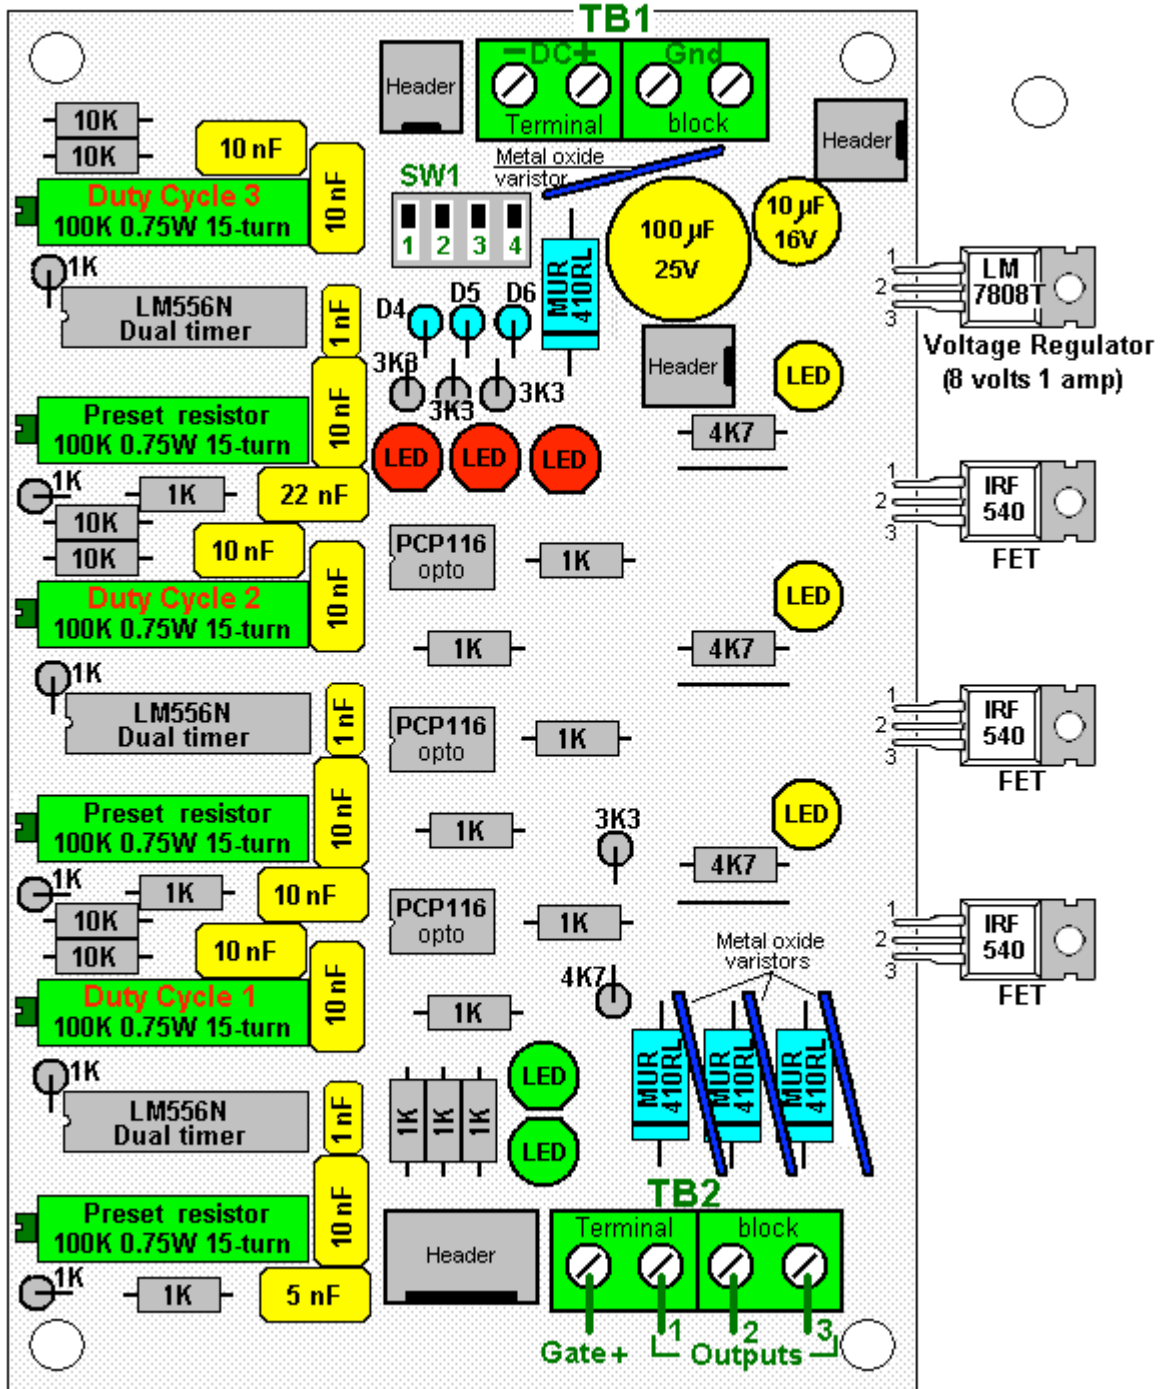 TB1
- DC +
Gnd
Terminal
block
Header
Header
Metal oxide
varistor
10K
10K
10 nF
10 nF
Duty Cycle 3
100K 0.75W 15-turn
SW1
1 2 3 4
100 µF
25V
10 µF
16V
MUR
410RL
1K
LM556N
Dual timer
1 nF
D4
D5
D6
3K3
3K3
3K3
Header
LED
1
2
3
LM
7808T
Voltage Regulator
(8 volts 1 amp)
Preset resistor
100K 0.75W 15-turn
10 nF
LED
LED
LED
4K7
1K
1K
22 nF
1
2
3
IRF
540
FET
10K
10K
10 nF
10 nF
PCP116
opto
1K
LED
Duty Cycle 2
100K 0.75W 15-turn
1K
4K7
1K
LM556N
Dual timer
1 nF
PCP116
opto
1K
1
2
3
IRF
540
FET
Preset resistor
100K 0.75W 15-turn
10 nF
1K
3K3
LED
4K7
1K
1K
10 nF
10K
10K
10 nF
10 nF
PCP116
opto
1K
1
2
3
IRF
540
FET
Metal oxide
varistors
4K7
Duty Cycle 1
100K 0.75W 15-turn
1K
MUR
410RL
MUR
410RL
MUR
410RL
1K
LM556N
Dual timer
1 nF
1K
1K
1K
LED
LED
Preset resistor
100K 0.75W 15-turn
10 nF
TB2
Terminal
block
Header
1K
1K
5 nF
1
2
3
Gate +
Outputs